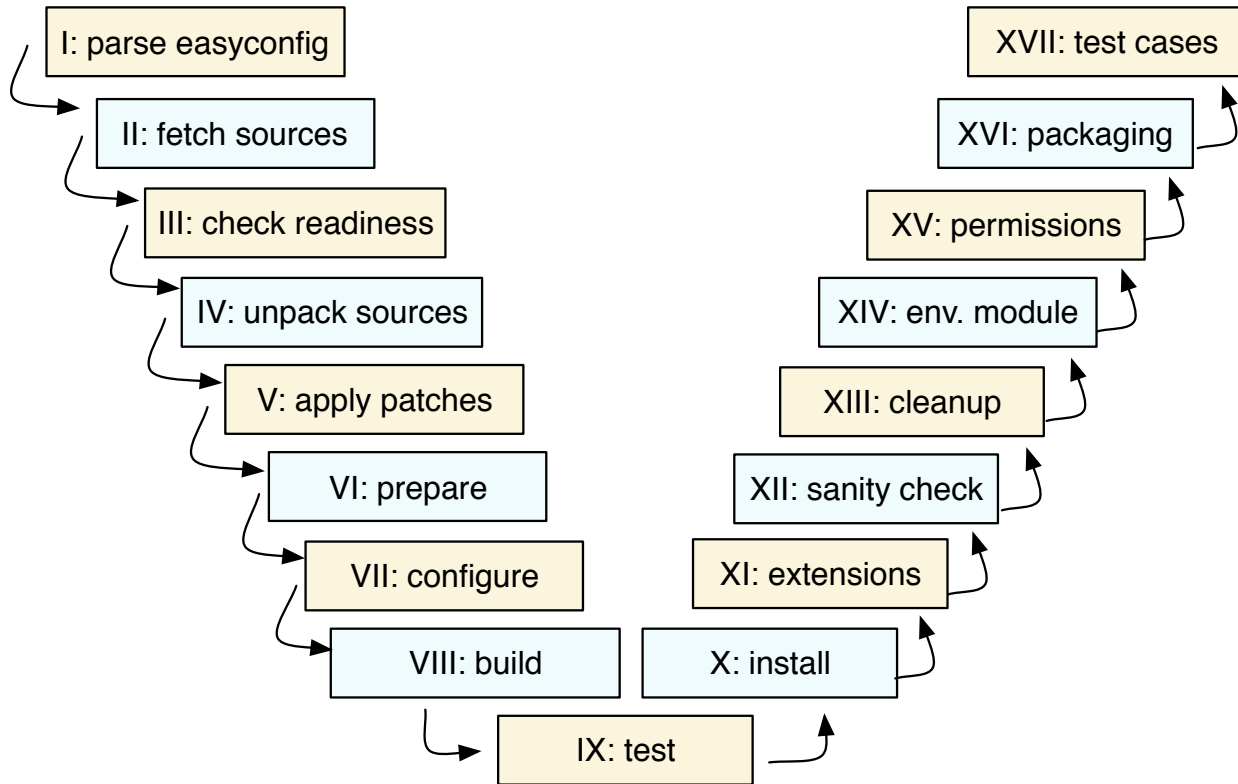 I: parse easyconfig
II: fetch sources
III: check readiness
IV: unpack sources
V: apply patches
VI: prepare
VII: configure
VIII: build
IX: test
X: install
XI: extensions
XII: sanity check
XIII: cleanup
XIV: env. module
XV: permissions
XVI: packaging
XVII: test cases